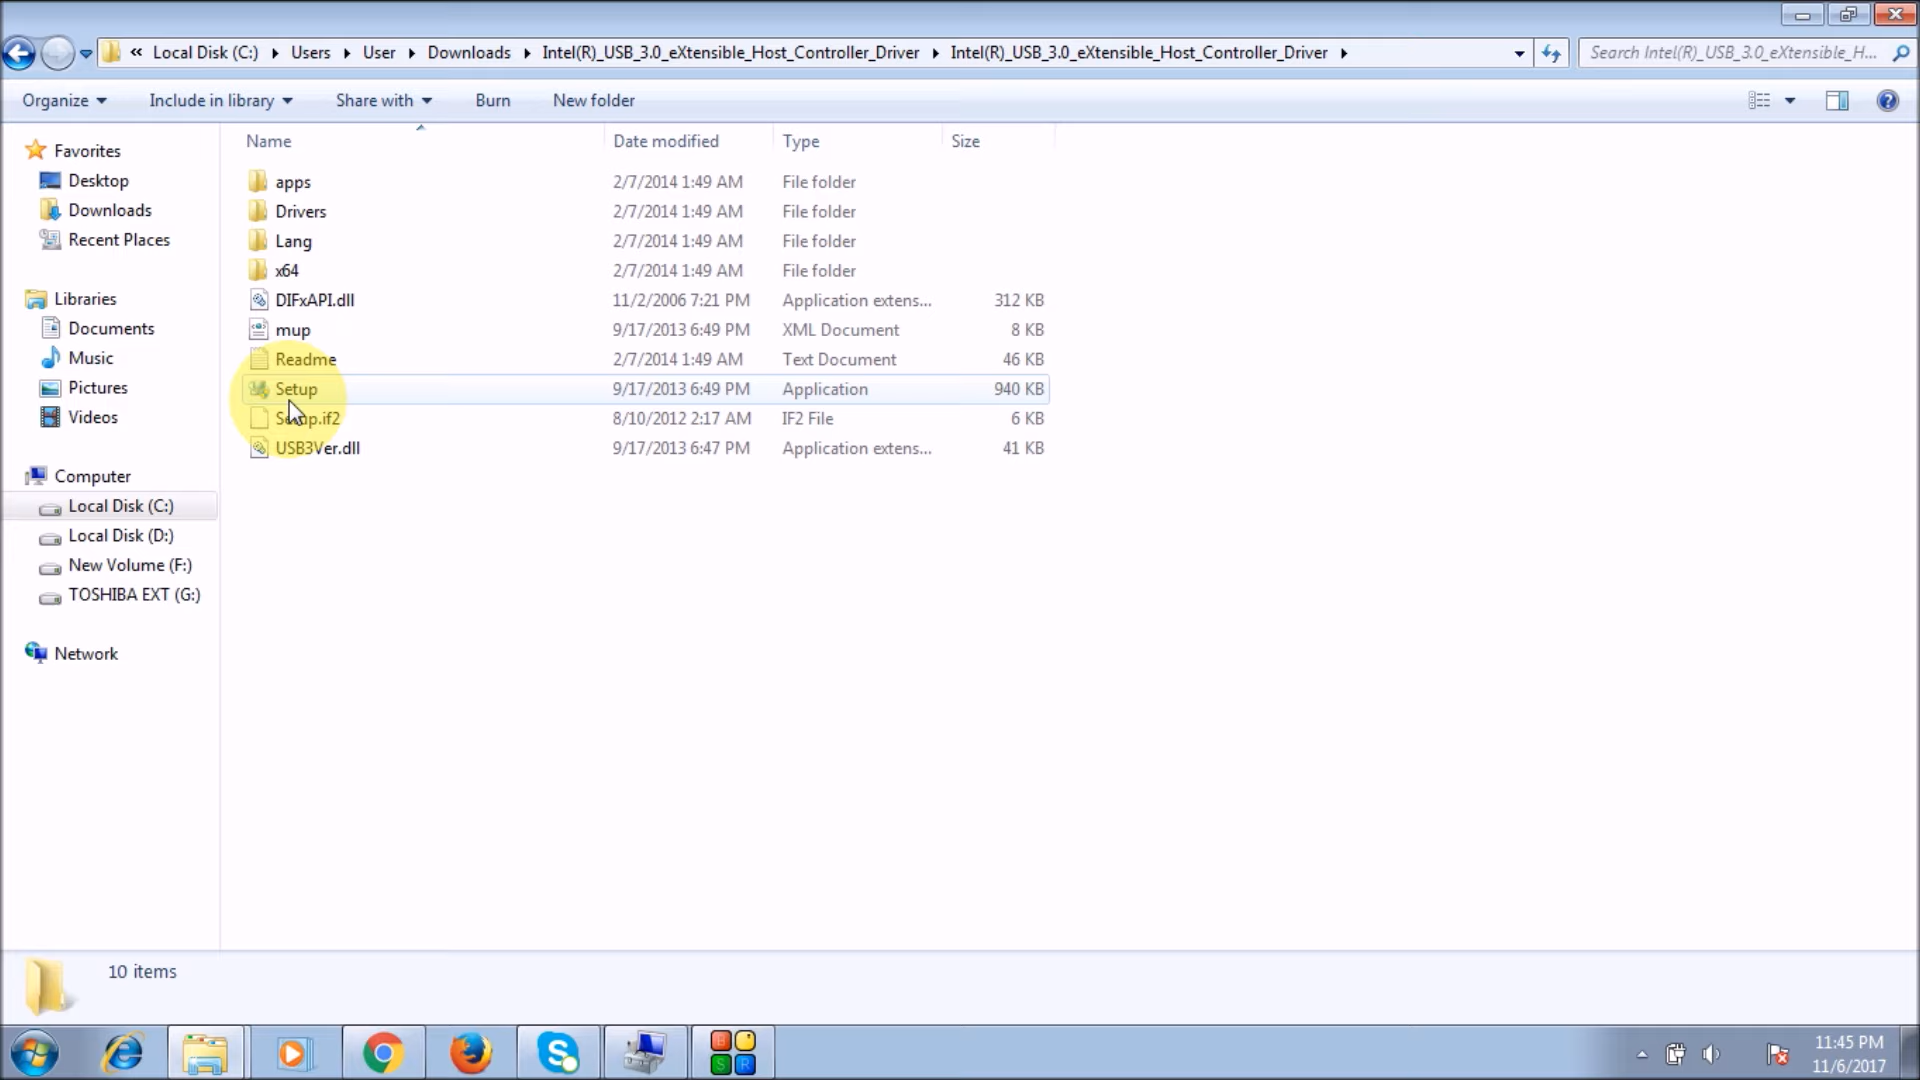 « Local Disk (C:) Users User Downloads Intel(R)_USB_3.0_eXtensible_Host_Controller_Driver Intel(R)_USB_3.0_eXtensible_Host_Controller_Driver Search Intel(R)_USB_3.0_eXtensible_H...
Organize Include in library Share with Burn New folder
Favorites
Desktop
Downloads
Recent Places
Libraries
Documents
Music
Pictures
Videos
Computer
Local Disk (C:)
Local Disk (D:)
New Volume (F:)
TOSHIBA EXT (G:)
Network
Name Date modified Type Size
apps 2/7/2014 1:49 AM File folder
Drivers 2/7/2014 1:49 AM File folder
Lang 2/7/2014 1:49 AM File folder
x64 2/7/2014 1:49 AM File folder
DIFxAPI.dll 11/2/2006 7:21 PM Application extens... 312 KB
mup 9/17/2013 6:49 PM XML Document 8 KB
Readme 2/7/2014 1:49 AM Text Document 46 KB
Setup 9/17/2013 6:49 PM Application 940 KB
Setup.if2 8/10/2012 2:17 AM IF2 File 6 KB
USB3Ver.dll 9/17/2013 6:47 PM Application extens... 41 KB
10 items
B
S R
11:45 PM
11/6/2017